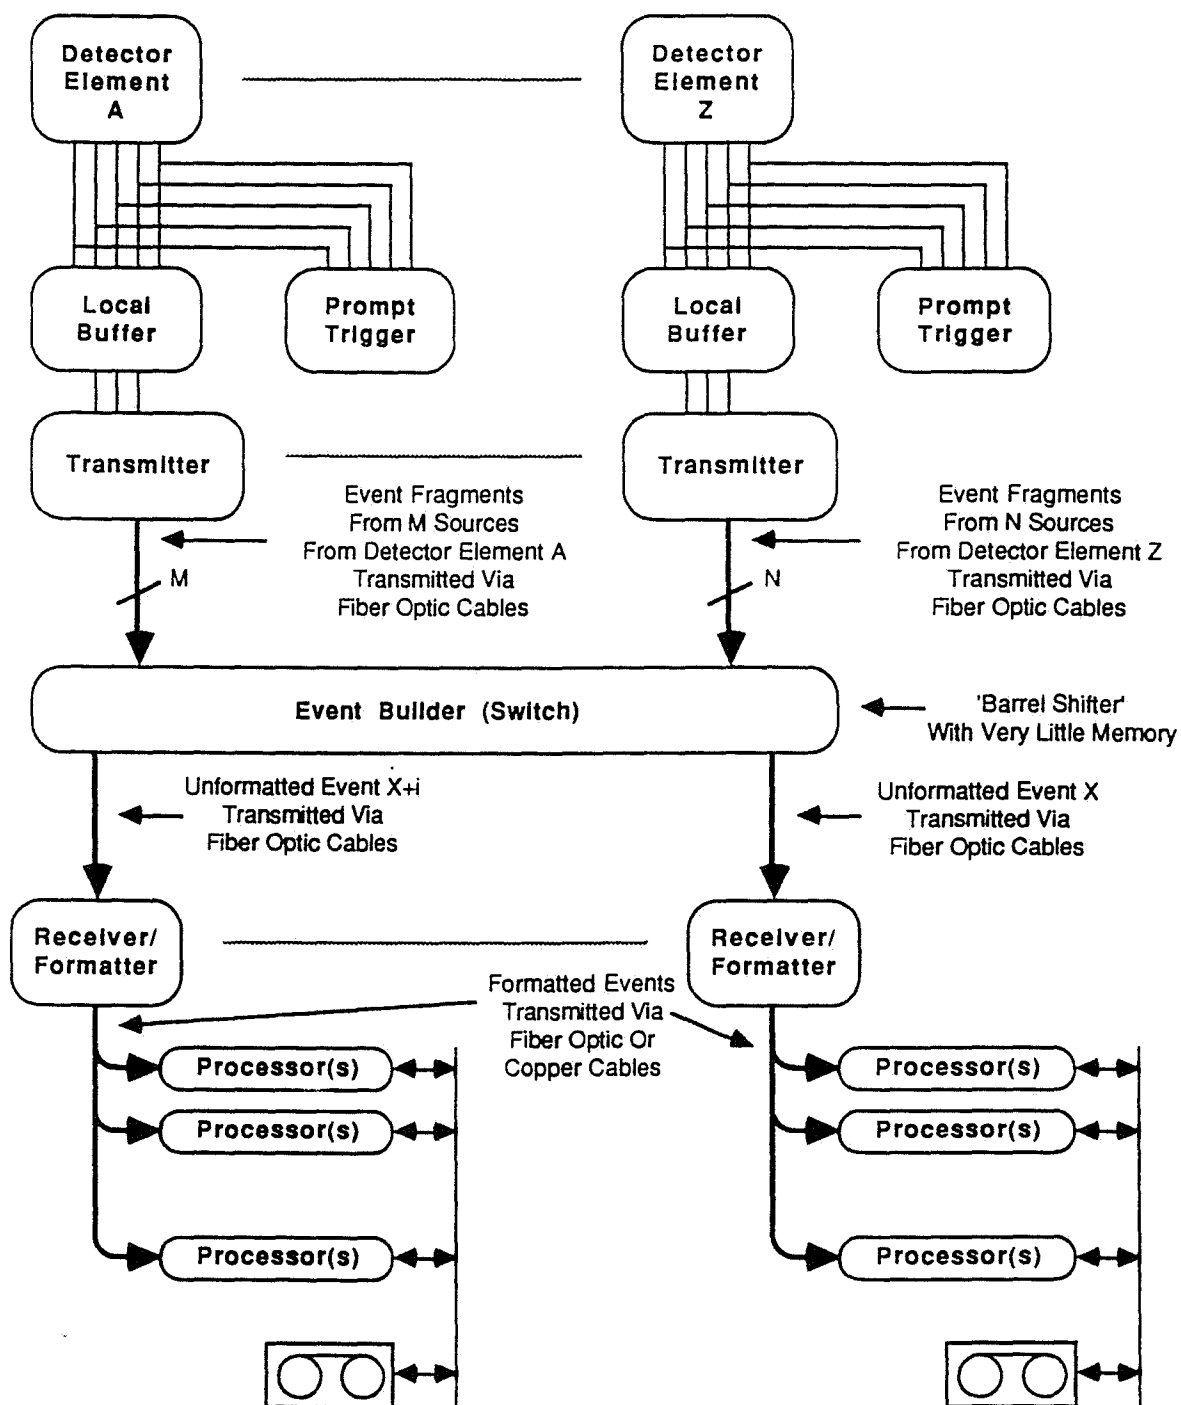 Detector
Element
A
Detector
Element
Z
Local
Buffer
Prompt
Trigger
Local
Buffer
Prompt
Trigger
Transmitter
Transmitter
Event Fragments
From M Sources
From Detector Element A
Transmitted Via
Fiber Optic Cables
Event Fragments
From N Sources
From Detector Element Z
Transmitted Via
Fiber Optic Cables
M
N
Event Builder (Switch)
'Barrel Shifter'
With Very Little Memory
Unformatted Event X+i
Transmitted Via
Fiber Optic Cables
Unformatted Event X
Transmitted Via
Fiber Optic Cables
Receiver/
Formatter
Receiver/
Formatter
Formatted Events
Transmitted Via
Fiber Optic Or
Copper Cables
Processor(s)
Processor(s)
Processor(s)
Processor(s)
Processor(s)
Processor(s)